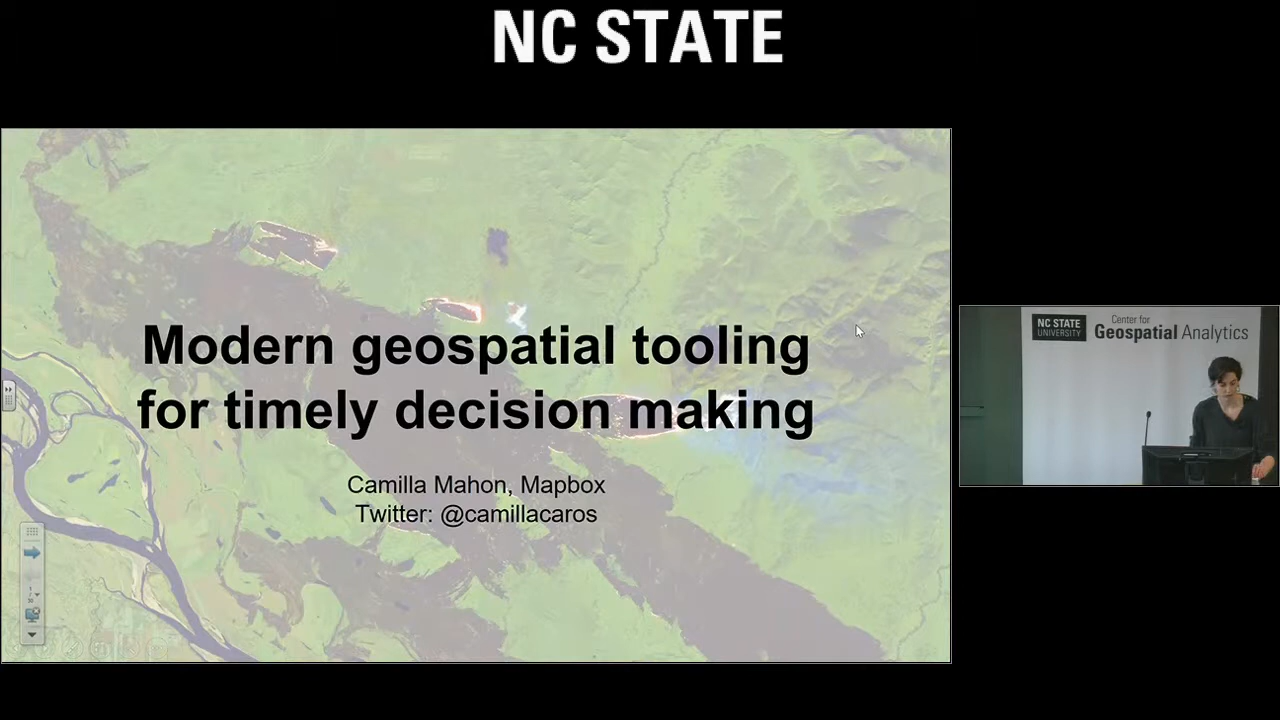 NC STATE
Modern geospatial tooling
for timely decision making
Camilla Mahon, Mapbox
Twitter: @camillacaros
NC STATE
UNIVERSITY
Center for
Geospatial Analytics